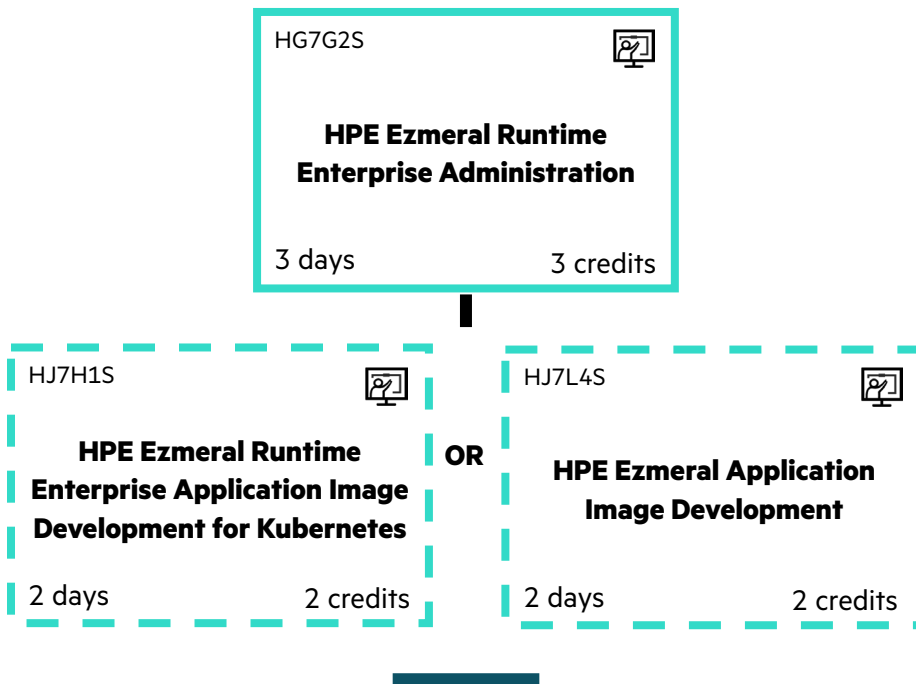 HG7G2S
HPE Ezmeral Runtime
Enterprise Administration
3 days 3 credits
HJ7H1S
HPE Ezmeral Runtime
Enterprise Application Image
Development for Kubernetes
2 days 2 credits
OR
HJ7L4S
HPE Ezmeral Application
Image Development
2 days 2 credits